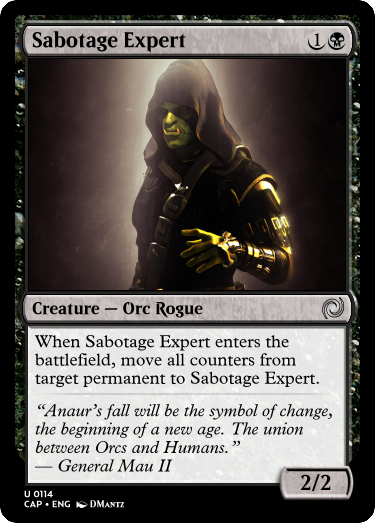 Sabotage Expert 1
Creature — Orc Rogue
When Sabotage Expert enters the
battlefield, move all counters from
target permanent to Sabotage Expert.
“Anaur's fall will be the symbol of change,
the beginning of a new age. The union
between Orcs and Humans.”
— General Mau II
2/2
U 0114
CAP • ENG DMANTZ